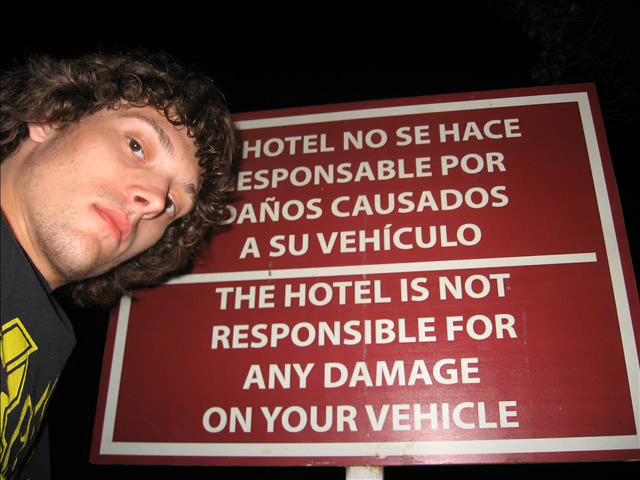 HOTEL NO SE HACE
RESPONSABLE POR
DAÑOS CAUSADOS
A SU VEHÍCULO
THE HOTEL IS NOT
RESPONSIBLE FOR
ANY DAMAGE
ON YOUR VEHICLE